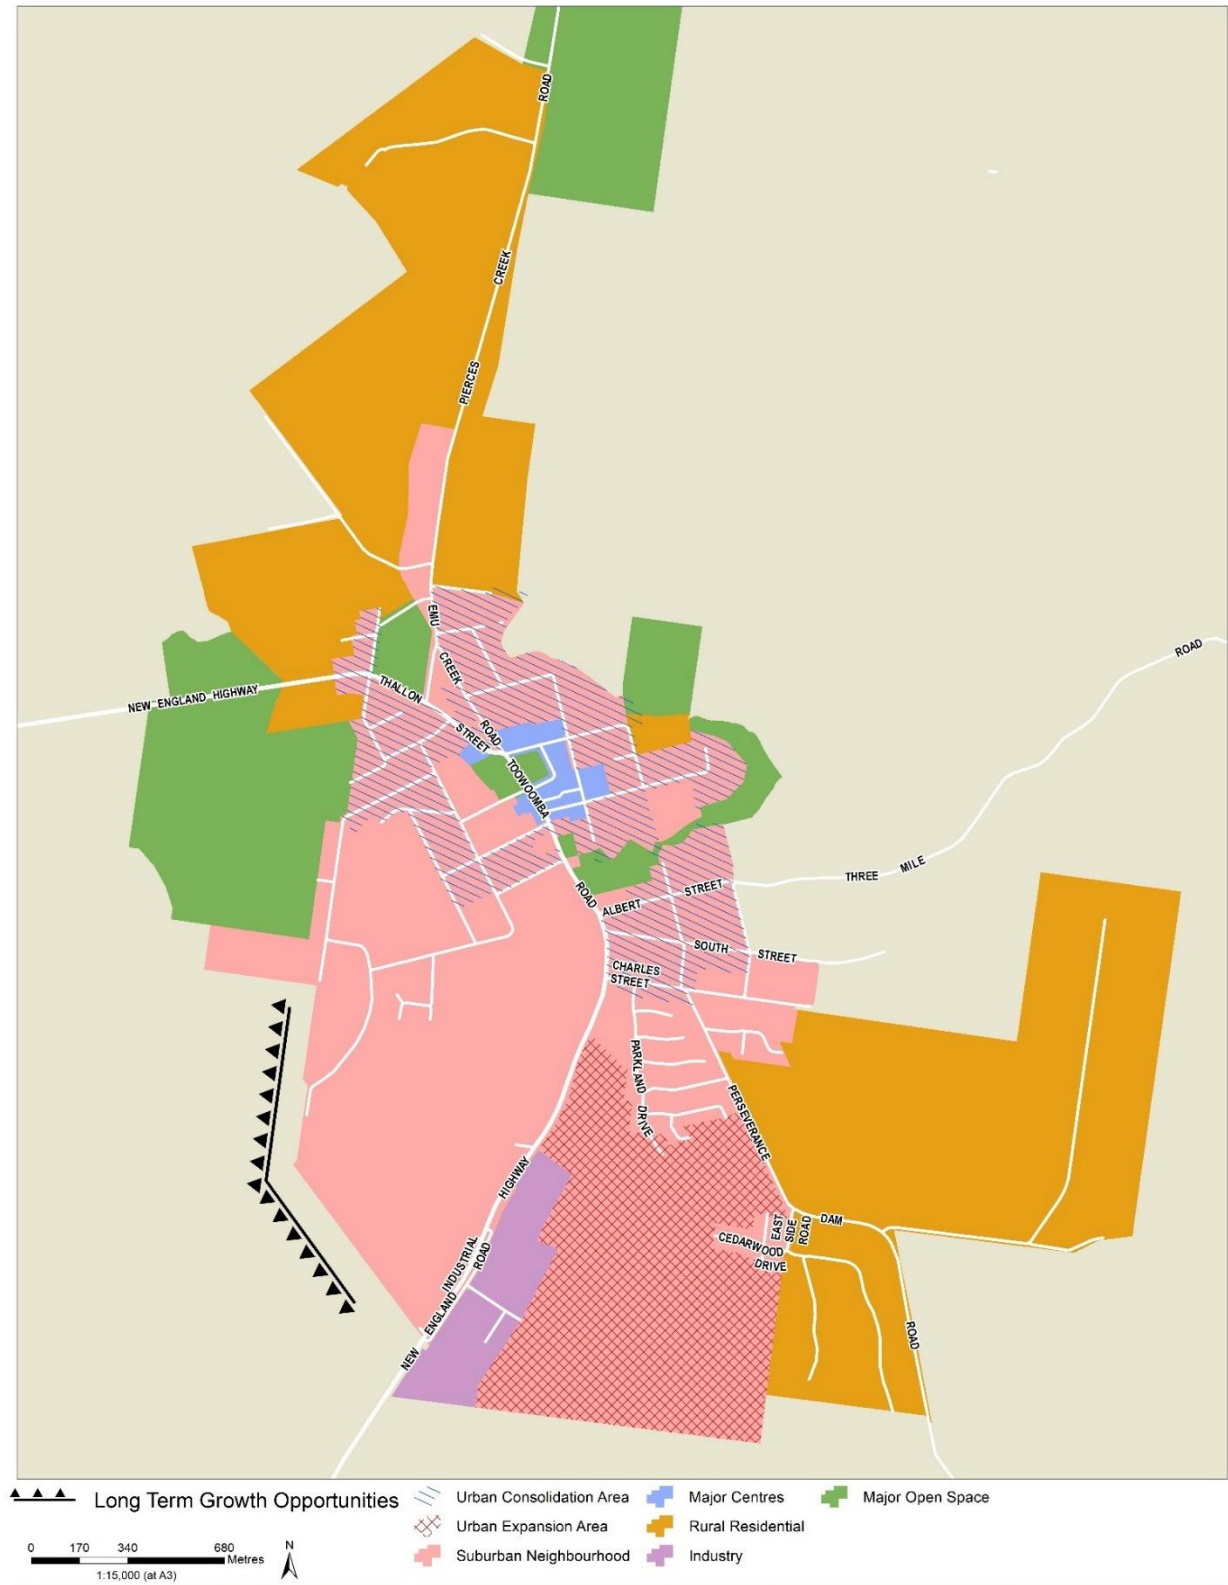 ROAD
CREEK
PIERCES
EMU
CREEK
ROAD
NEW ENGLAND HIGHWAY
THALLON
STREET
TOOWOOMBA
ROAD
ROAD
THREE MILE
ALBERT STREET
SOUTH STREET
CHARLES
STREET
PARKLAND DRIVE
PERSEVERANCE
DAM
ROAD
EAST
SIDE
ROAD
CEDARWOOD
DRIVE
HIGHWAY
INDUSTRIAL
ROAD
NEW ENGLAND
Long Term Growth Opportunities
Urban Consolidation Area
Major Centres
Major Open Space
Urban Expansion Area
Rural Residential
Suburban Neighbourhood
Industry
0 170 340 680
Metres
1:15,000 (at A3)
N